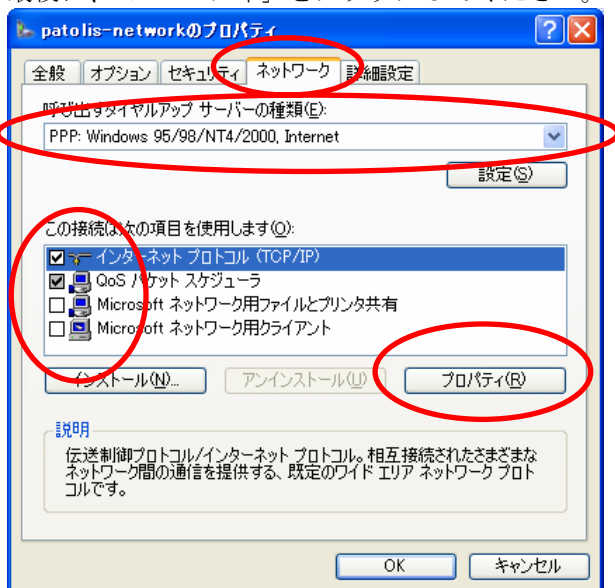 patolis-networkのプロパティ
全般 オプション セキュリティ ネットワーク 詳細設定
呼び出すダイヤルアップ サーバーの種類(E):
PPP: Windows 95/98/NT4/2000, Internet
設定(S)
この接続は次の項目を使用します(O):
インターネット プロトコル (TCP/IP)
QoS パケット スケジューラ
Microsoft ネットワーク用ファイルとプリンタ共有
Microsoft ネットワーク用クライアント
インストール(N)... アンインストール(U) プロパティ(R)
説明
伝送制御プロトコル/インターネット プロトコル。相互接続されたさまざまな
ネットワーク間の通信を提供する、既定のワイド エリア ネットワーク プロト
コルです。
OK キャンセル